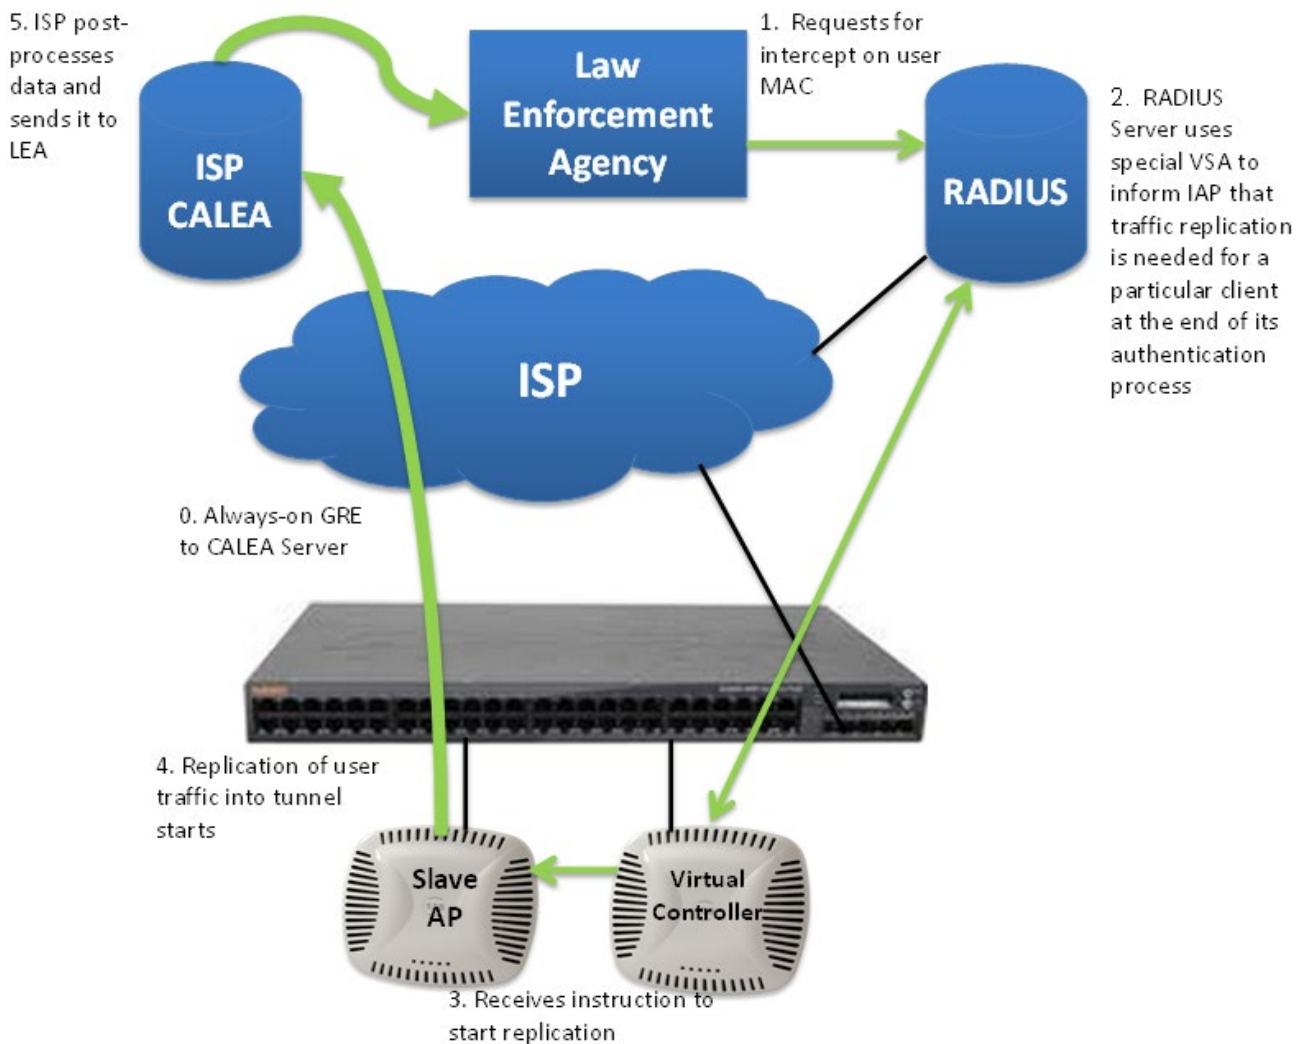 5. ISP post-
processes
data and
sends it to
LEA
ISP
CALEA
Law
Enforcement
Agency
1. Requests for
intercept on user
MAC
RADIUS
2. RADIUS
Server uses
special VSA to
inform IAP that
traffic replication
is needed for a
particular client
at the end of its
authentication
process
ISP
0. Always-on GRE
to CALEA Server
4. Replication of user
traffic into tunnel
starts
Slave
AP
Virtual
Controller
3. Receives instruction to
start replication